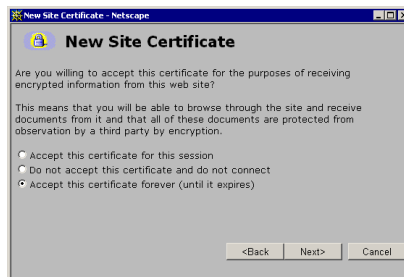 New Site Certificate - Netscape
New Site Certificate
Are you willing to accept this certificate for the purposes of receiving
encrypted information from this web site?
This means that you will be able to browse through the site and receive
documents from it and that all of these documents are protected from
observation by a third party by encryption.
Accept this certificate for this session
Do not accept this certificate and do not connect
Accept this certificate forever (until it expires)
<Back Next> Cancel